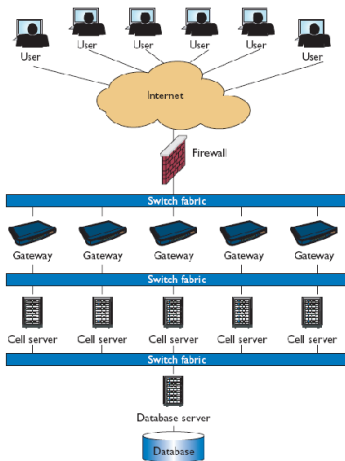 User User User User
User User
Internet
Firewall
Switch fabric
Gateway Gateway Gateway Gateway Gateway
Switch fabric
Cell server Cell server Cell server Cell server Cell server
Switch fabric
Database server
Database